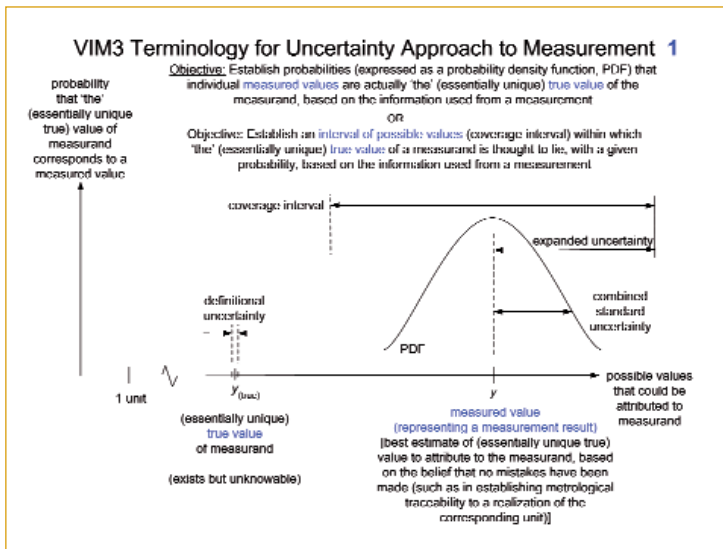 VIM3 Terminology for Uncertainty Approach to Measurement 1
Objective: Establish probabilities (expressed as a probability density function, PDF) that
individual measured values are actually 'the' (essentially unique) true value of the
measurand, based on the information used from a measurement
OR
Objective: Establish an interval of possible values (coverage interval) within which
'the' (essentially unique) true value of a measurand is thought to lie, with a given
probability, based on the information used from a measurement
probability
that 'the'
(essentially unique
true) value of
measurand
corresponds to a
measured value
coverage interval
expanded uncertainty
definitional
uncertainty
combined
standard
uncertainty
PDF
1 unit
y(true)
y
possible values
that could be
attributed to
measurand
(essentially unique)
true value
of measurand
(exists but unknowable)
measured value
(representing a measurement result)
[best estimate of (essentially unique true)
value to attribute to the measurand, based
on the belief that no mistakes have been
made (such as in establishing metrological
traceability to a realization of the
corresponding unit)]